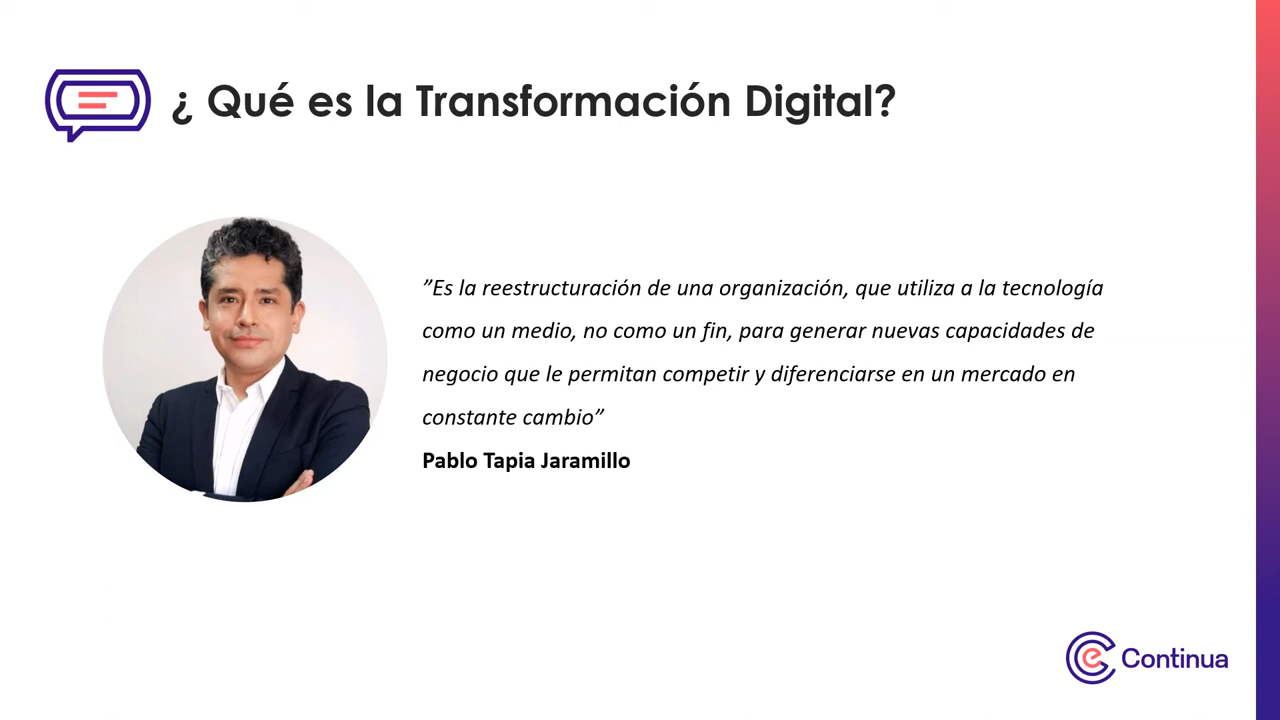 ¿ Qué es la Transformación Digital?
”Es la reestructuración de una organización, que utiliza a la tecnología
como un medio, no como un fin, para generar nuevas capacidades de
negocio que le permitan competir y diferenciarse en un mercado en
constante cambio”
Pablo Tapia Jaramillo
e Continua